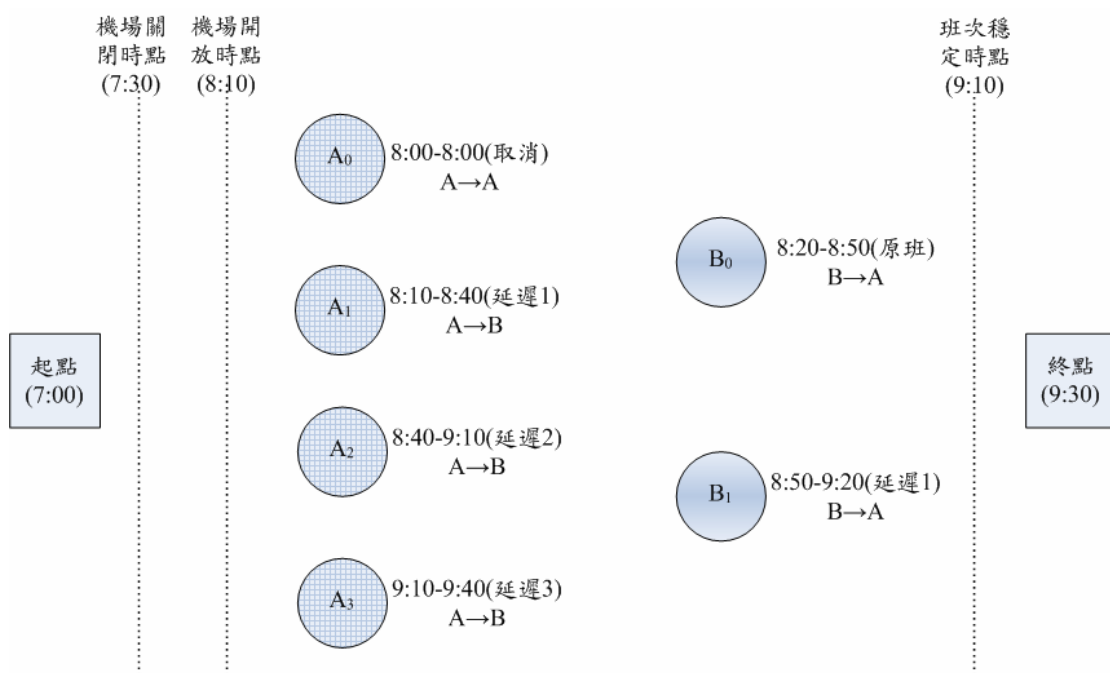 機場關
閉時點
(7:30)
機場開
放時點
(8:10)
班次穩
定時點
(9:10)
A₀
8:00-8:00(取消)
A→A
B₀
8:20-8:50(原班)
B→A
A₁
8:10-8:40(延遲1)
A→B
起點
(7:00)
終點
(9:30)
A₂
8:40-9:10(延遲2)
A→B
B₁
8:50-9:20(延遲1)
B→A
A₃
9:10-9:40(延遲3)
A→B